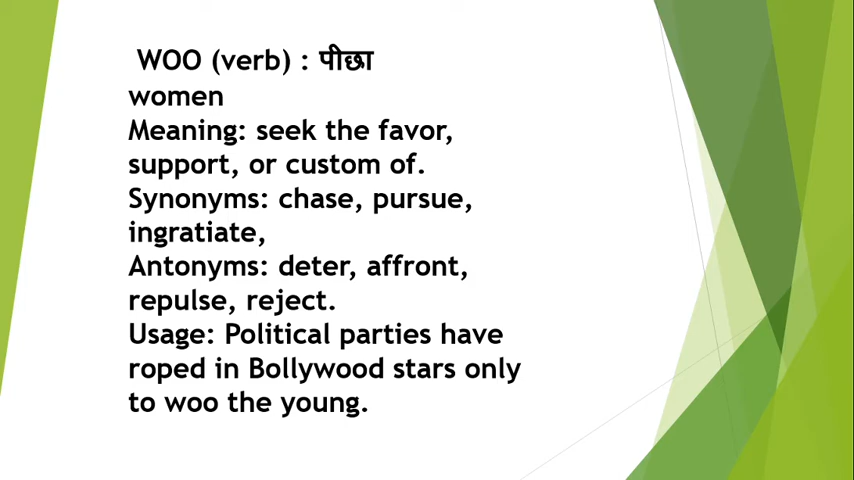 WOO (verb) : पीछा
women
Meaning: seek the favor,
support, or custom of.
Synonyms: chase, pursue,
ingratiate,
Antonyms: deter, affront,
repulse, reject.
Usage: Political parties have
roped in Bollywood stars only
to woo the young.